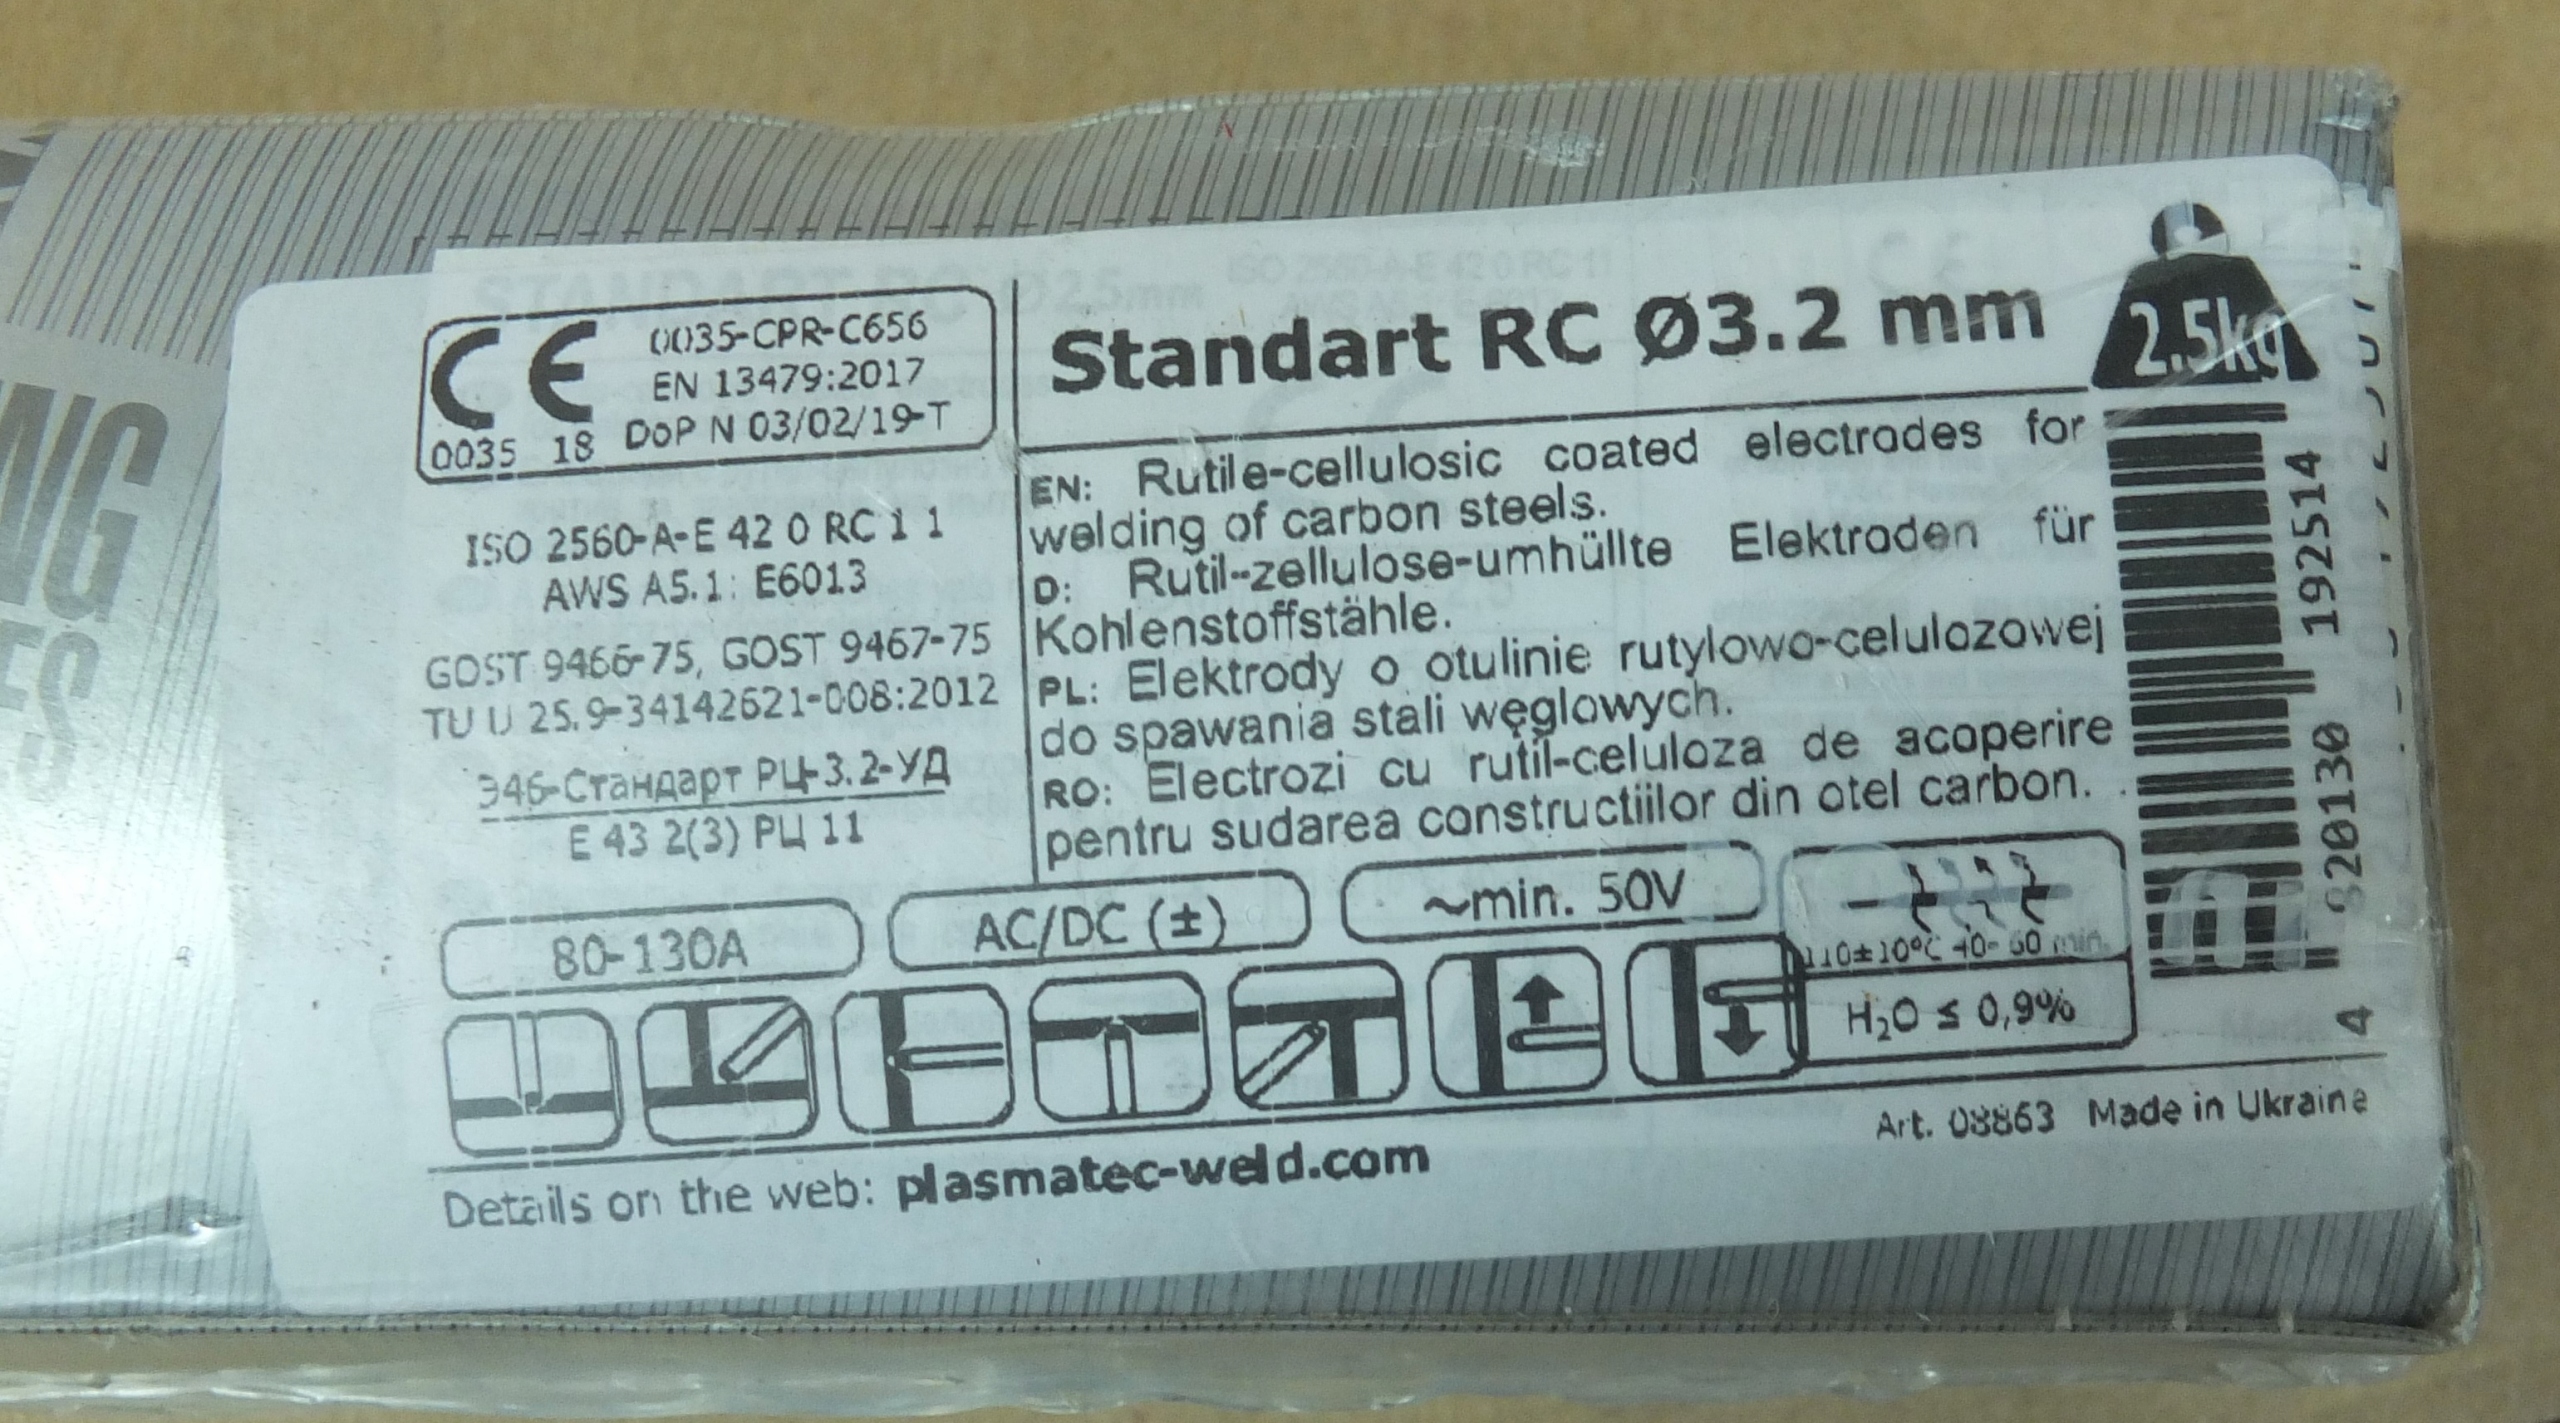 NG
ES
CE
0035 18
0035-CPR-C656
EN 13479:2017
DoP N 03/02/19-T
ISO 2560-A-E 42 0 RC 1 1
AWS A5.1: E6013
GOST 9466-75, GOST 9467-75
TU U 25.9-34142621-008:2012
Э46-Стандарт РЦ-3.2-УД
E 43 2(3) РЦ 11
Standart RC Ø3.2 mm
2.5kg
EN: Rutile-cellulosic coated electrodes for
welding of carbon steels.
D: Rutil-zellulose-umhüllte Elektroden für
Kohlenstoffstähle.
PL: Elektrody o otulinie rutylowo-celulozowej
do spawania stali węglowych.
RO: Electrozi cu rutil-celuloza de acoperire
pentru sudarea constructiilor din otel carbon.
80-130A
AC/DC (±)
~min. 50V
110±10ºC 40-60 min.
H₂O ≤ 0,9%
4 820130 192514
Art. 08863 Made in Ukraine
Details on the web: plasmatec-weld.com